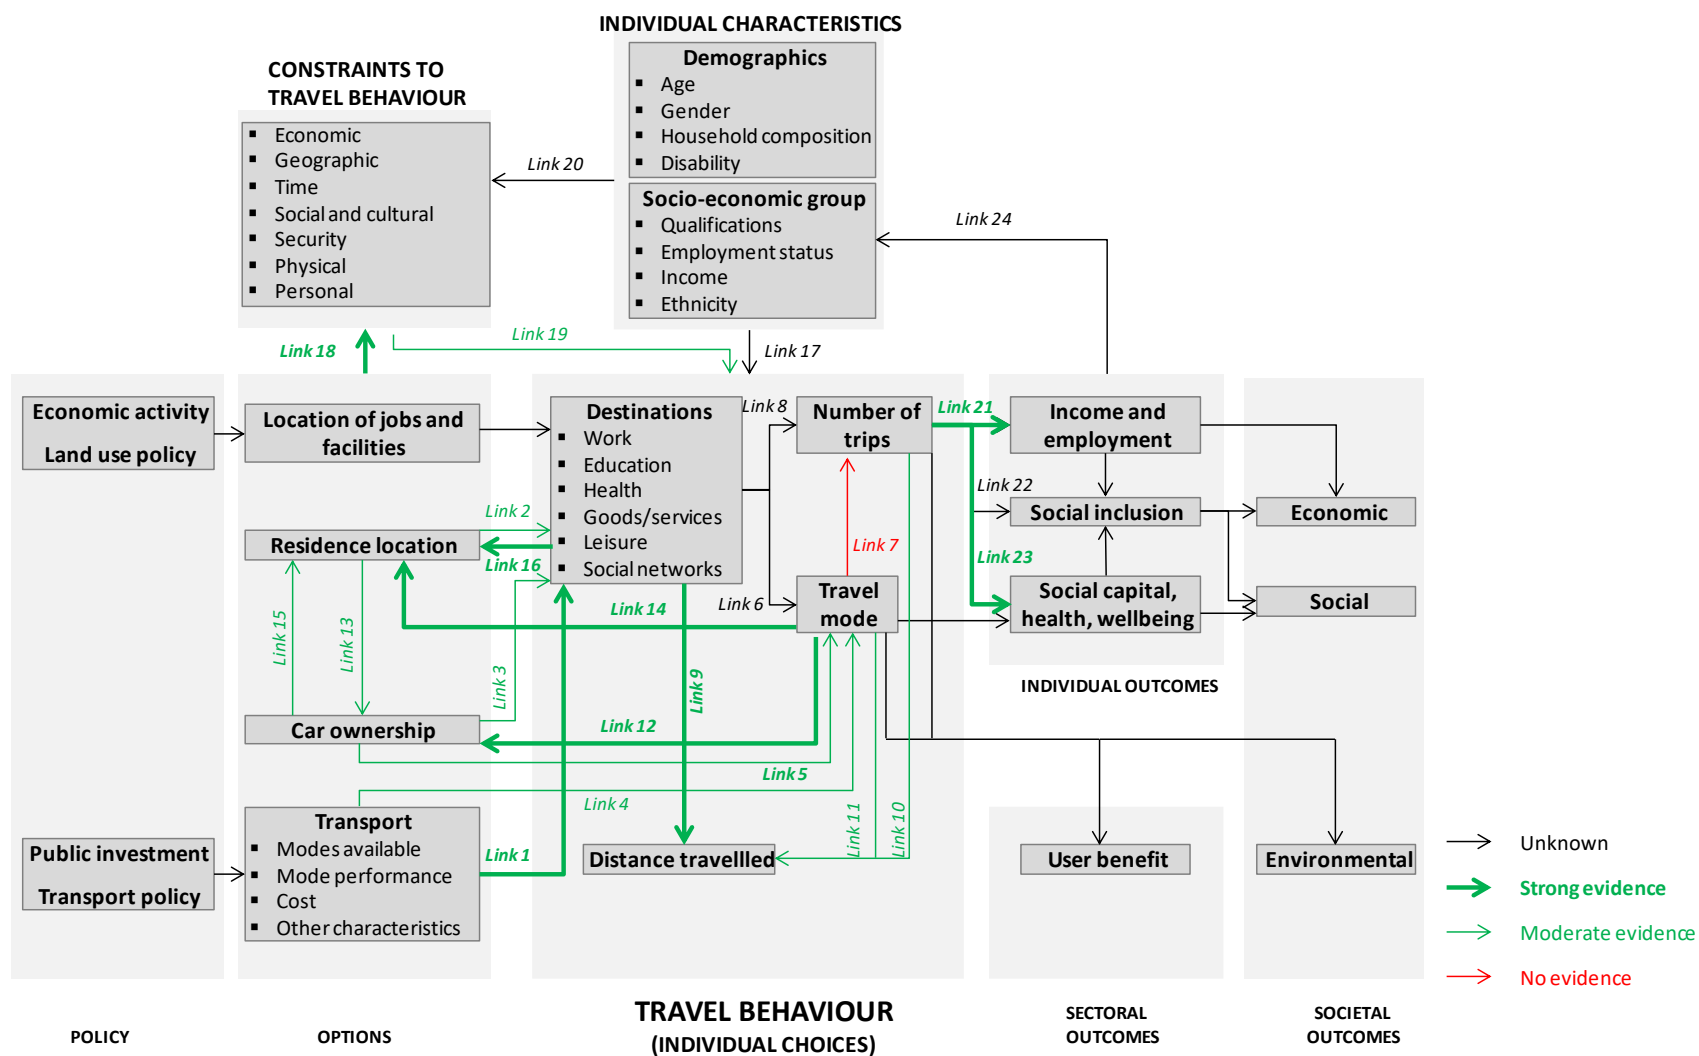 INDIVIDUAL CHARACTERISTICS
Demographics
▪ Age
▪ Gender
▪ Household composition
▪ Disability
Socio-economic group
▪ Qualifications
▪ Employment status
▪ Income
▪ Ethnicity
CONSTRAINTS TO
TRAVEL BEHAVIOUR
▪ Economic
▪ Geographic
▪ Time
▪ Social and cultural
▪ Security
▪ Physical
▪ Personal
Link 20
Link 24
Link 18
Link 19
Link 17
Economic activity
Land use policy
Location of jobs and
facilities
Destinations
▪ Work
▪ Education
▪ Health
▪ Goods/services
▪ Leisure
▪ Social networks
Link 8
Number of
trips
Link 21
Income and
employment
Link 22
Social inclusion
Economic
Link 2
Residence location
Link 16
Link 7
Link 23
Link 6
Travel
mode
Social capital,
health, wellbeing
Social
Link 14
Link 15
Link 13
Link 3
Link 9
INDIVIDUAL OUTCOMES
Car ownership
Link 12
Link 5
Link 4
Link 11
Link 10
Public investment
Transport policy
Transport
▪ Modes available
▪ Mode performance
▪ Cost
▪ Other characteristics
Link 1
Distance travellled
User benefit
Environmental
Unknown
Strong evidence
Moderate evidence
No evidence
POLICY
OPTIONS
TRAVEL BEHAVIOUR
(INDIVIDUAL CHOICES)
SECTORAL
OUTCOMES
SOCIETAL
OUTCOMES